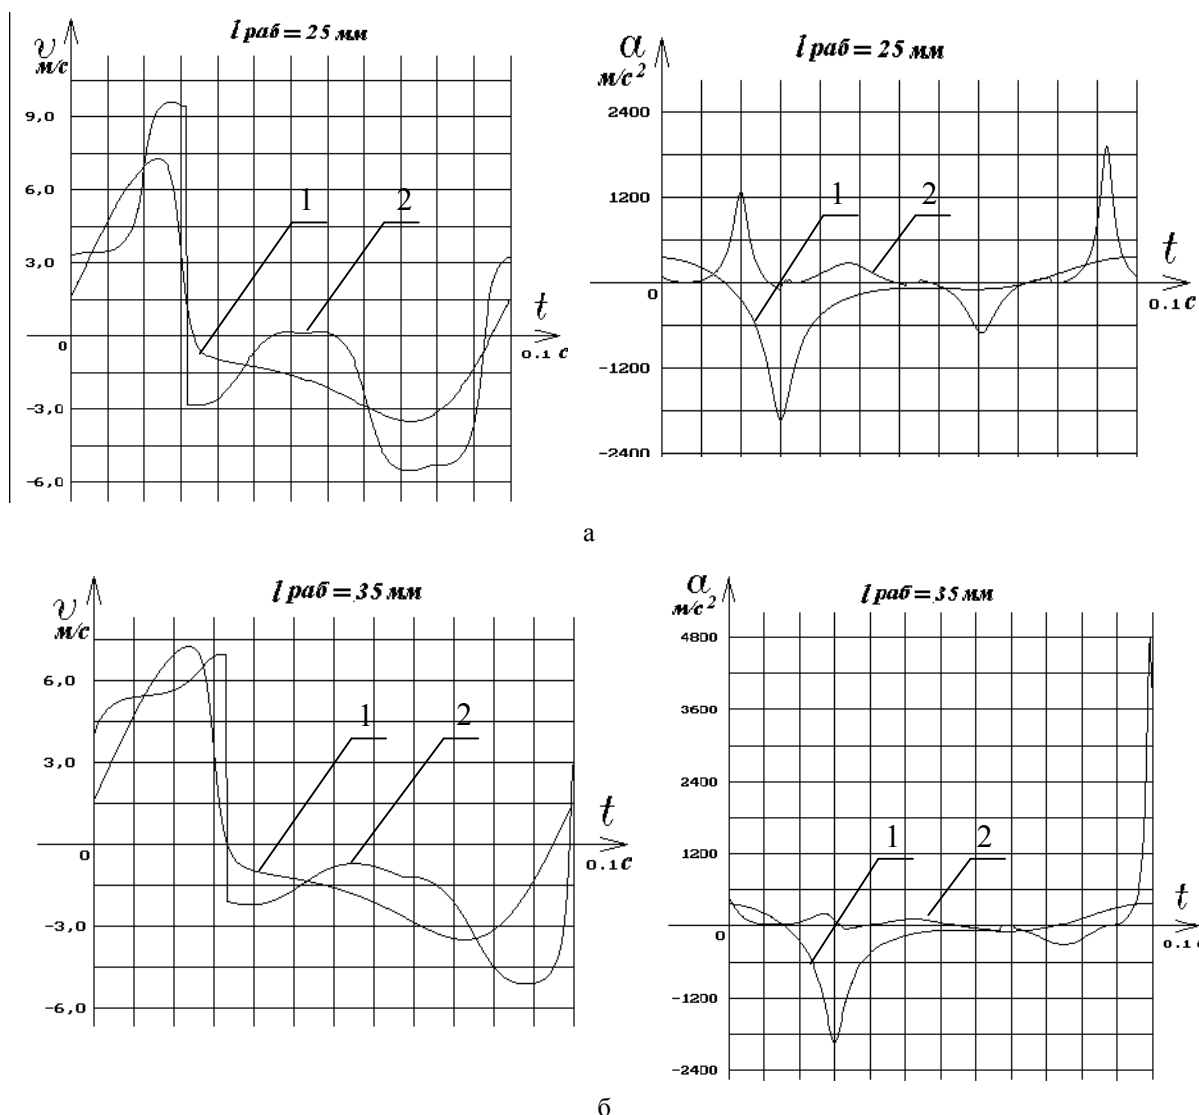 l раб = 25 мм
υ
м/с
9,0
6,0
3,0
0
-3,0
-6,0
1
2
t
0.1 с
l раб = 25 мм
a
м/с²
2400
1200
0
-1200
-2400
1
2
t
0.1 с
а
l раб = 35 мм
υ
м/с
6,0
3,0
0
-3,0
-6,0
1
2
t
0.1 с
l раб = 35 мм
a
м/с²
4800
3600
2400
1200
0
-1200
-2400
1
2
t
0.1 с
б